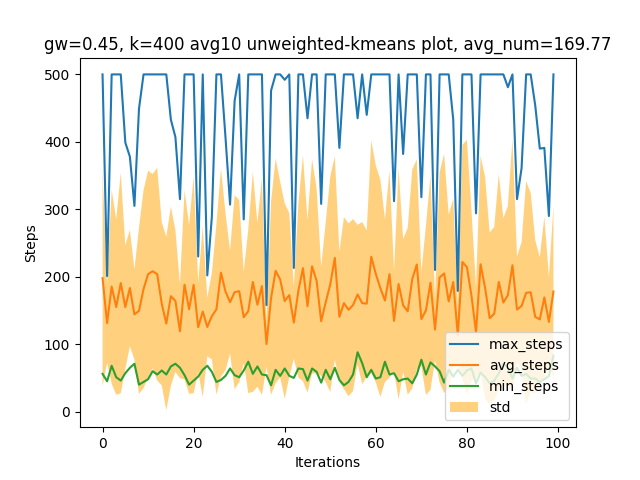 gw=0.45, k=400 avg10 unweighted-kmeans plot, avg_num=169.77
500
400
300
200
100
0
Steps
max_steps
avg_steps
min_steps
std
0 20 40 60 80 100
Iterations